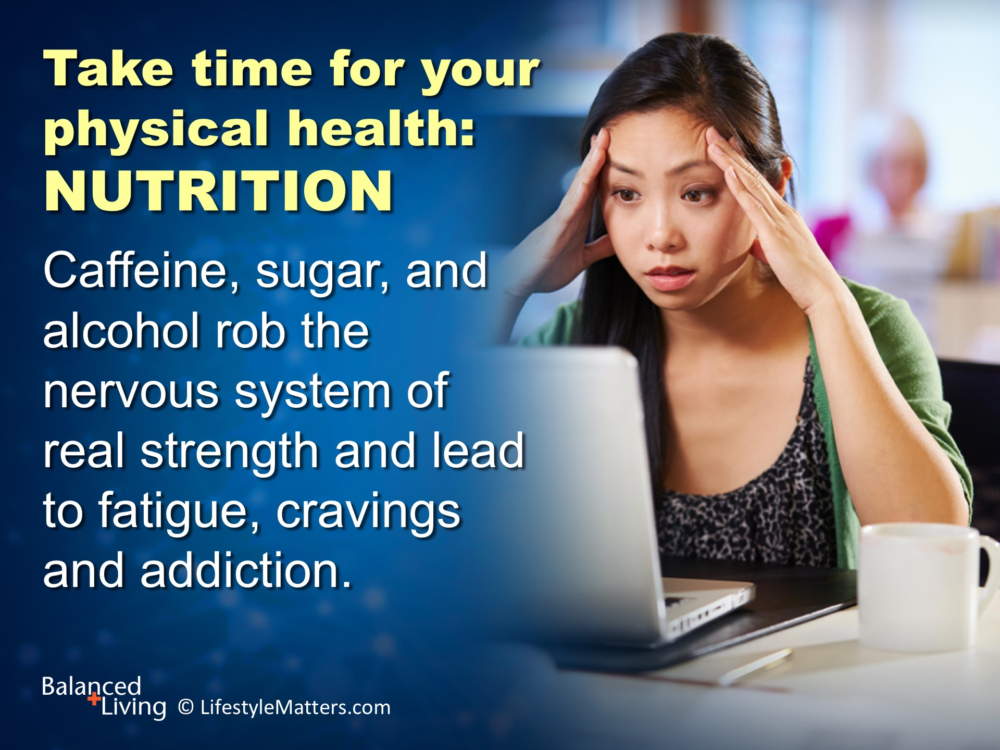 Take time for your
physical health:
NUTRITION
Caffeine, sugar, and
alcohol rob the
nervous system of
real strength and lead
to fatigue, cravings
and addiction.
Balanced
Living © LifestyleMatters.com